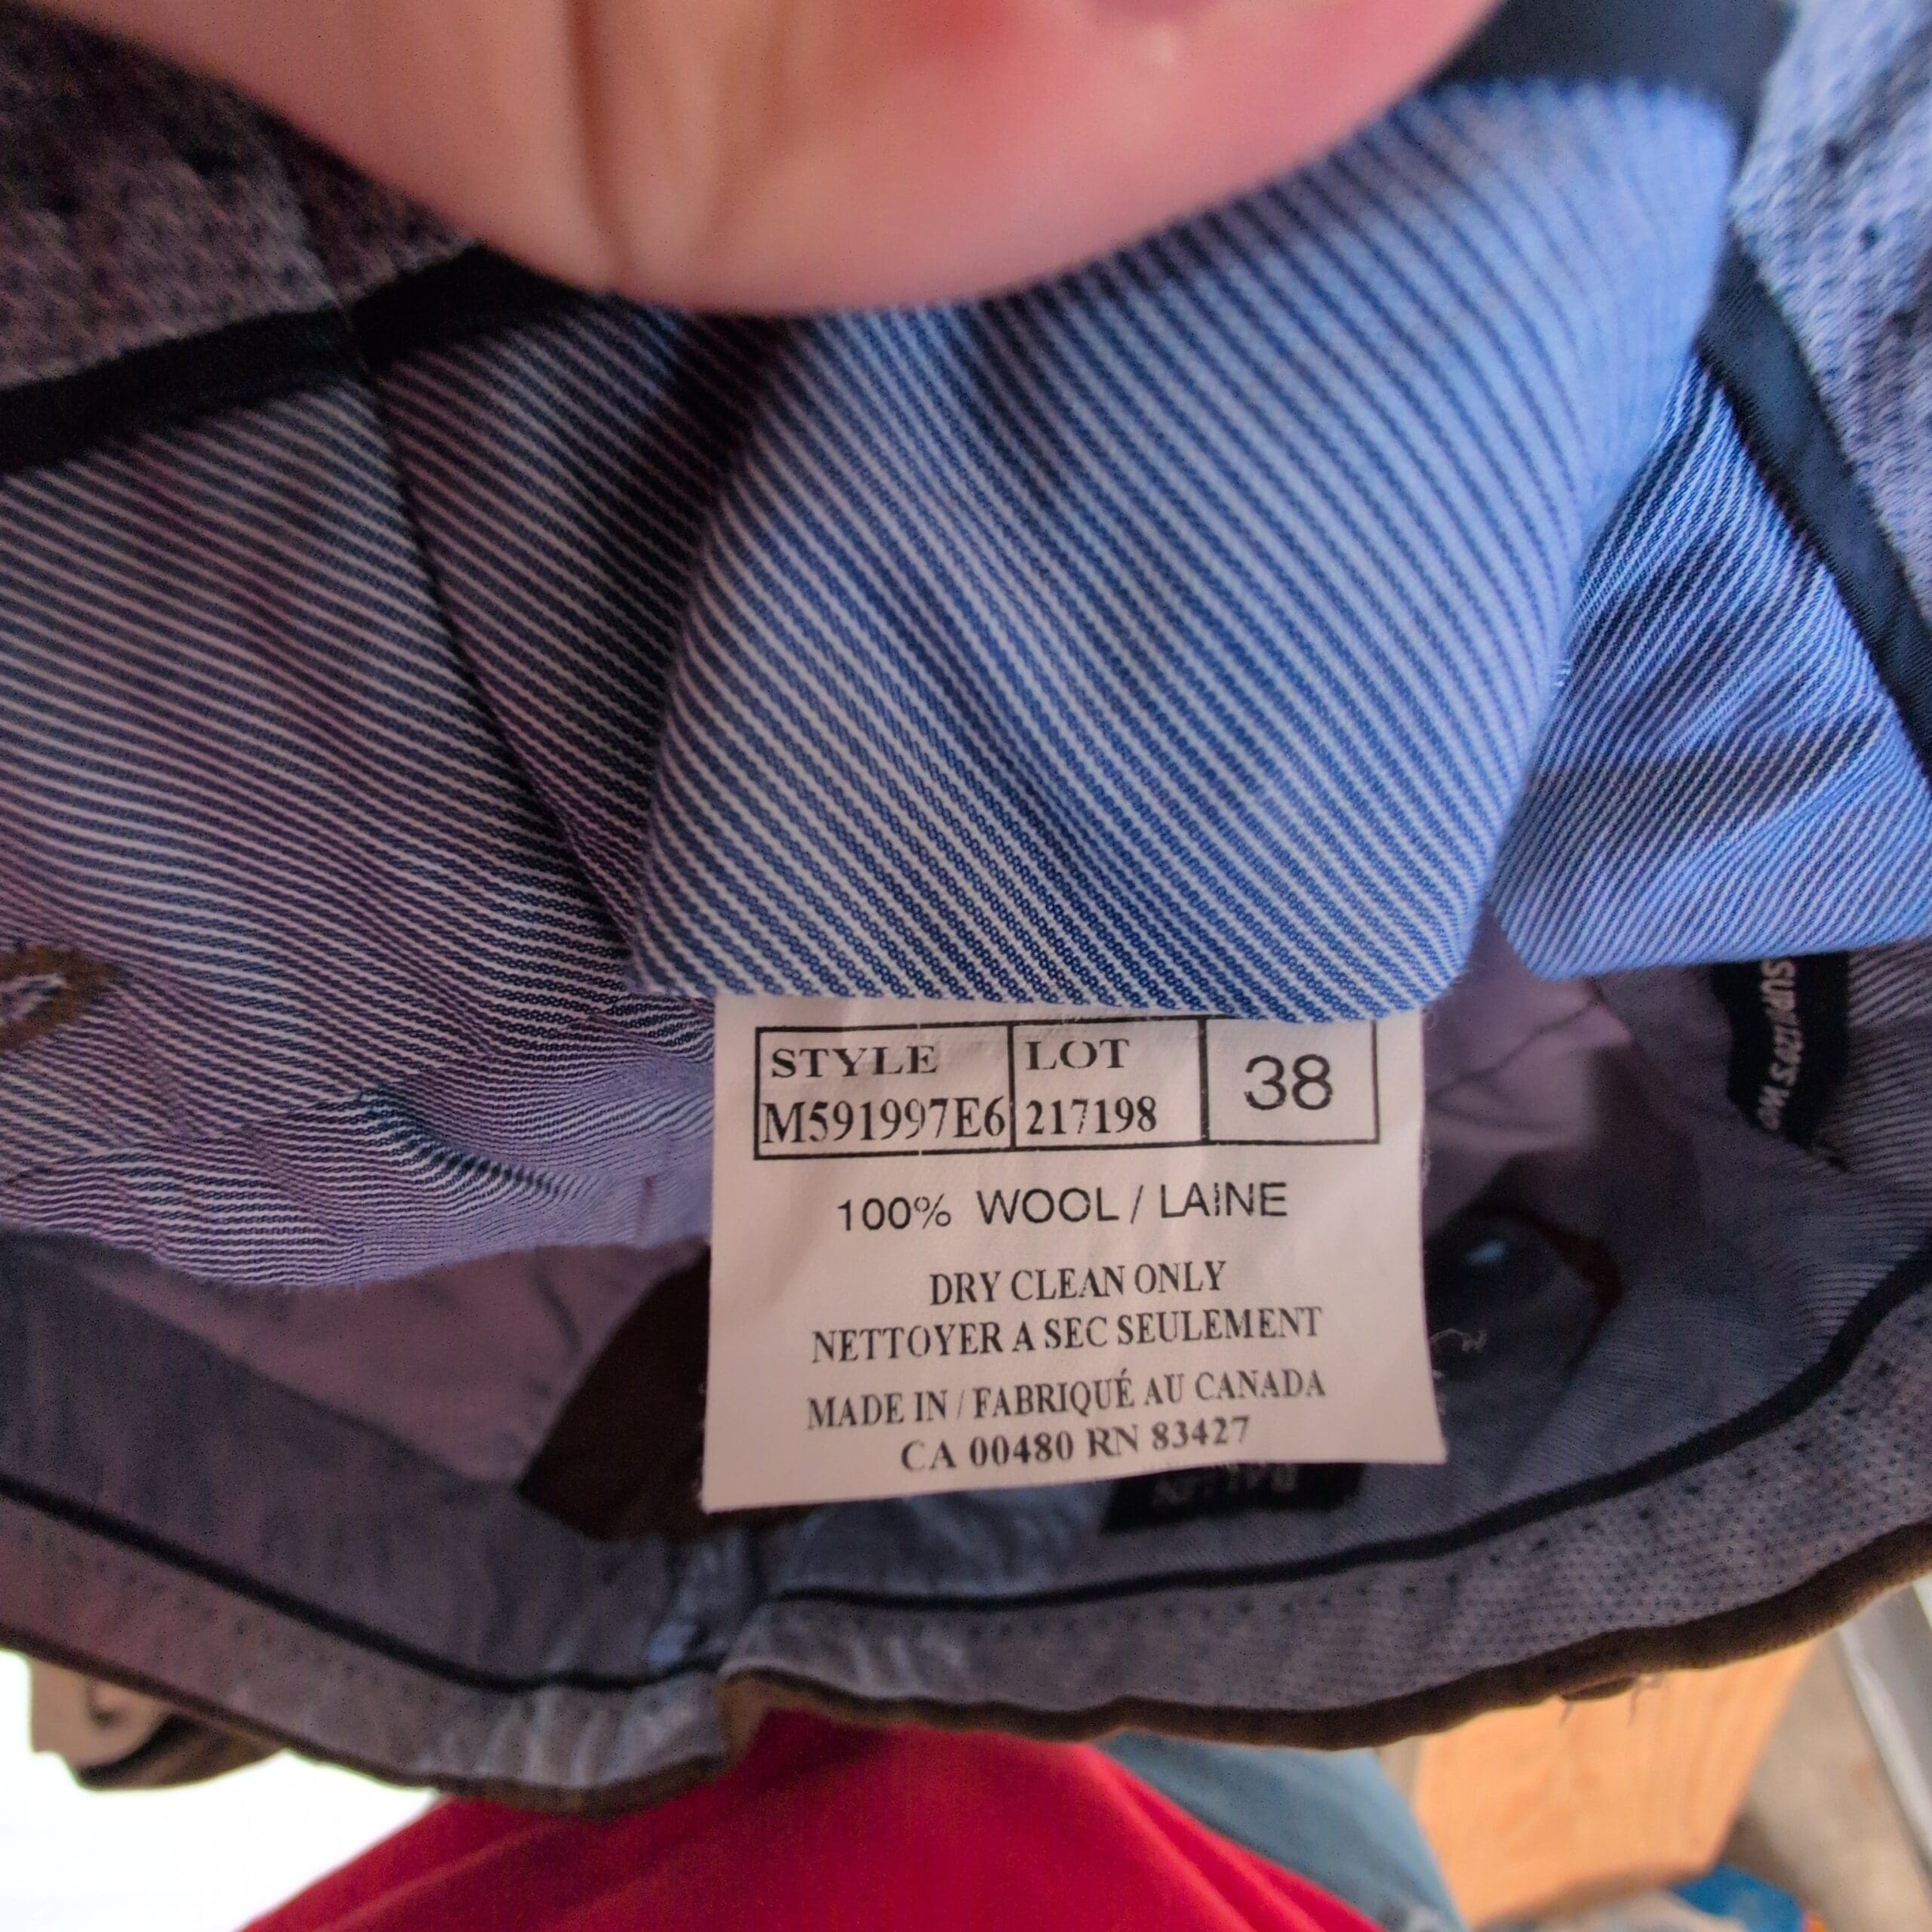 STYLE LOT 38
M591997E6 217198
100% WOOL / LAINE
DRY CLEAN ONLY
NETTOYER A SEC SEULEMENT
MADE IN / FABRIQUÉ AU CANADA
CA 00480 RN 83427